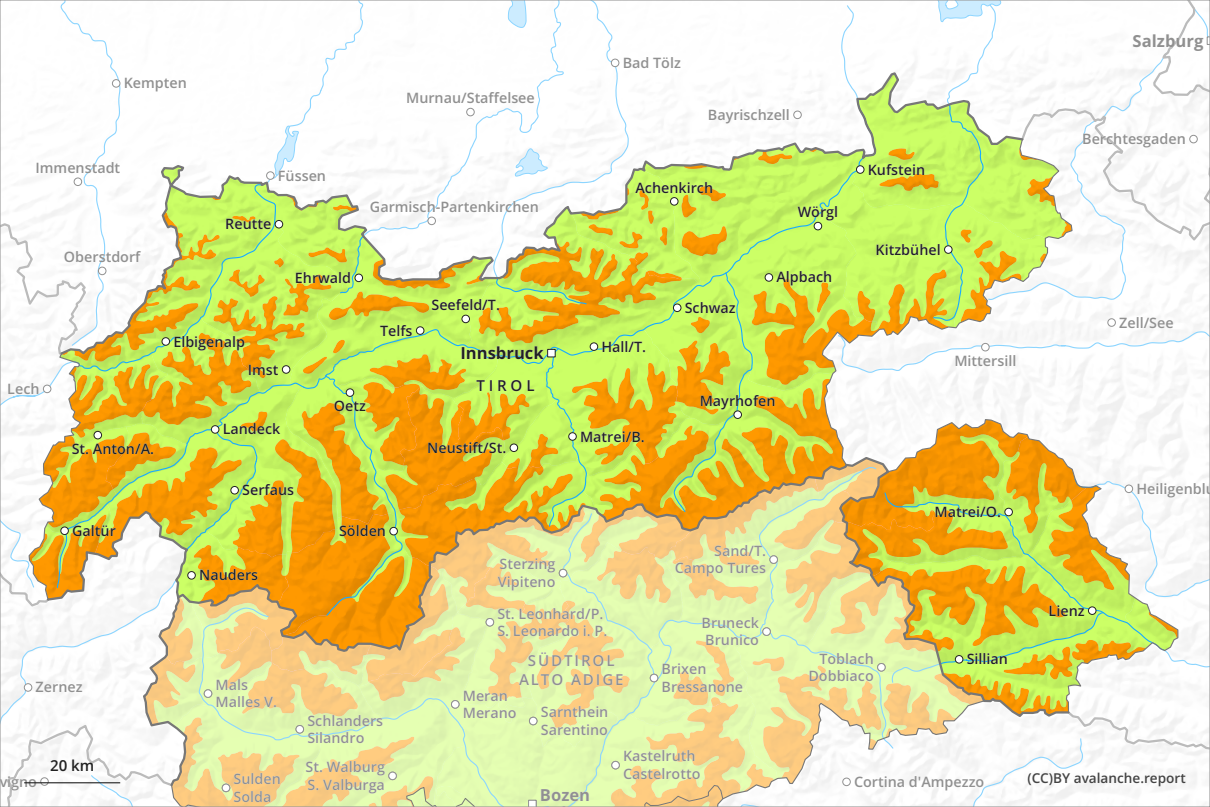 Salzburg
Bad Tölz
Kempten
Murnau/Staffelsee
Bayrischzell
Berchtesgaden
Immenstadt
Füssen
Kufstein
Achenkirch
Garmisch-Partenkirchen
Wörgl
Reutte
Kitzbühel
Oberstdorf
Ehrwald
Alpbach
Seefeld/T.
Schwaz
Zell/See
Telfs
Elbigenalp
Innsbruck
Hall/T.
Mittersill
Imst
TIROL
Lech
Oetz
Mayrhofen
Landeck
Matrei/B.
St. Anton/A.
Neustift/St.
Serfaus
Heiligenblu
Matrei/O.
Galtür
Sölden
Sand/T.
Campo Tures
Sterzing
Vipiteno
Nauders
St. Leonhard/P.
S. Leonardo i. P.
Lienz
Bruneck
Brunico
SÜDTIROL
ALTO ADIGE
Sillian
Toblach
Dobbiaco
Brixen
Bressanone
Zernez
Mals
Malles V.
Meran
Merano
Sarnthein
Sarentino
Schlanders
Silandro
Kastelruth
Castelrotto
St. Walburg
S. Valburga
20 km
vigno
Sulden
Solda
Cortina d'Ampezzo
(CC)BY avalanche.report
Bozen